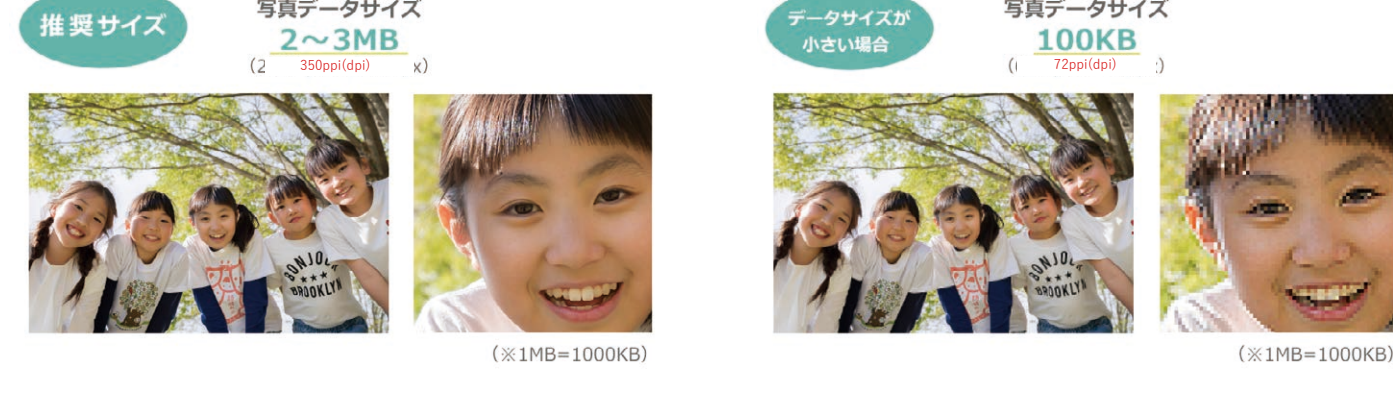 推奨サイズ
写真データサイズ
2～3MB
(2 350ppi(dpi) x)
BONJOUR
BROOKLYN
(※1MB=1000KB)
データサイズが
小さい場合
写真データサイズ
100KB
( 72ppi(dpi) )
BONJOUR
BROOKLYN
(※1MB=1000KB)